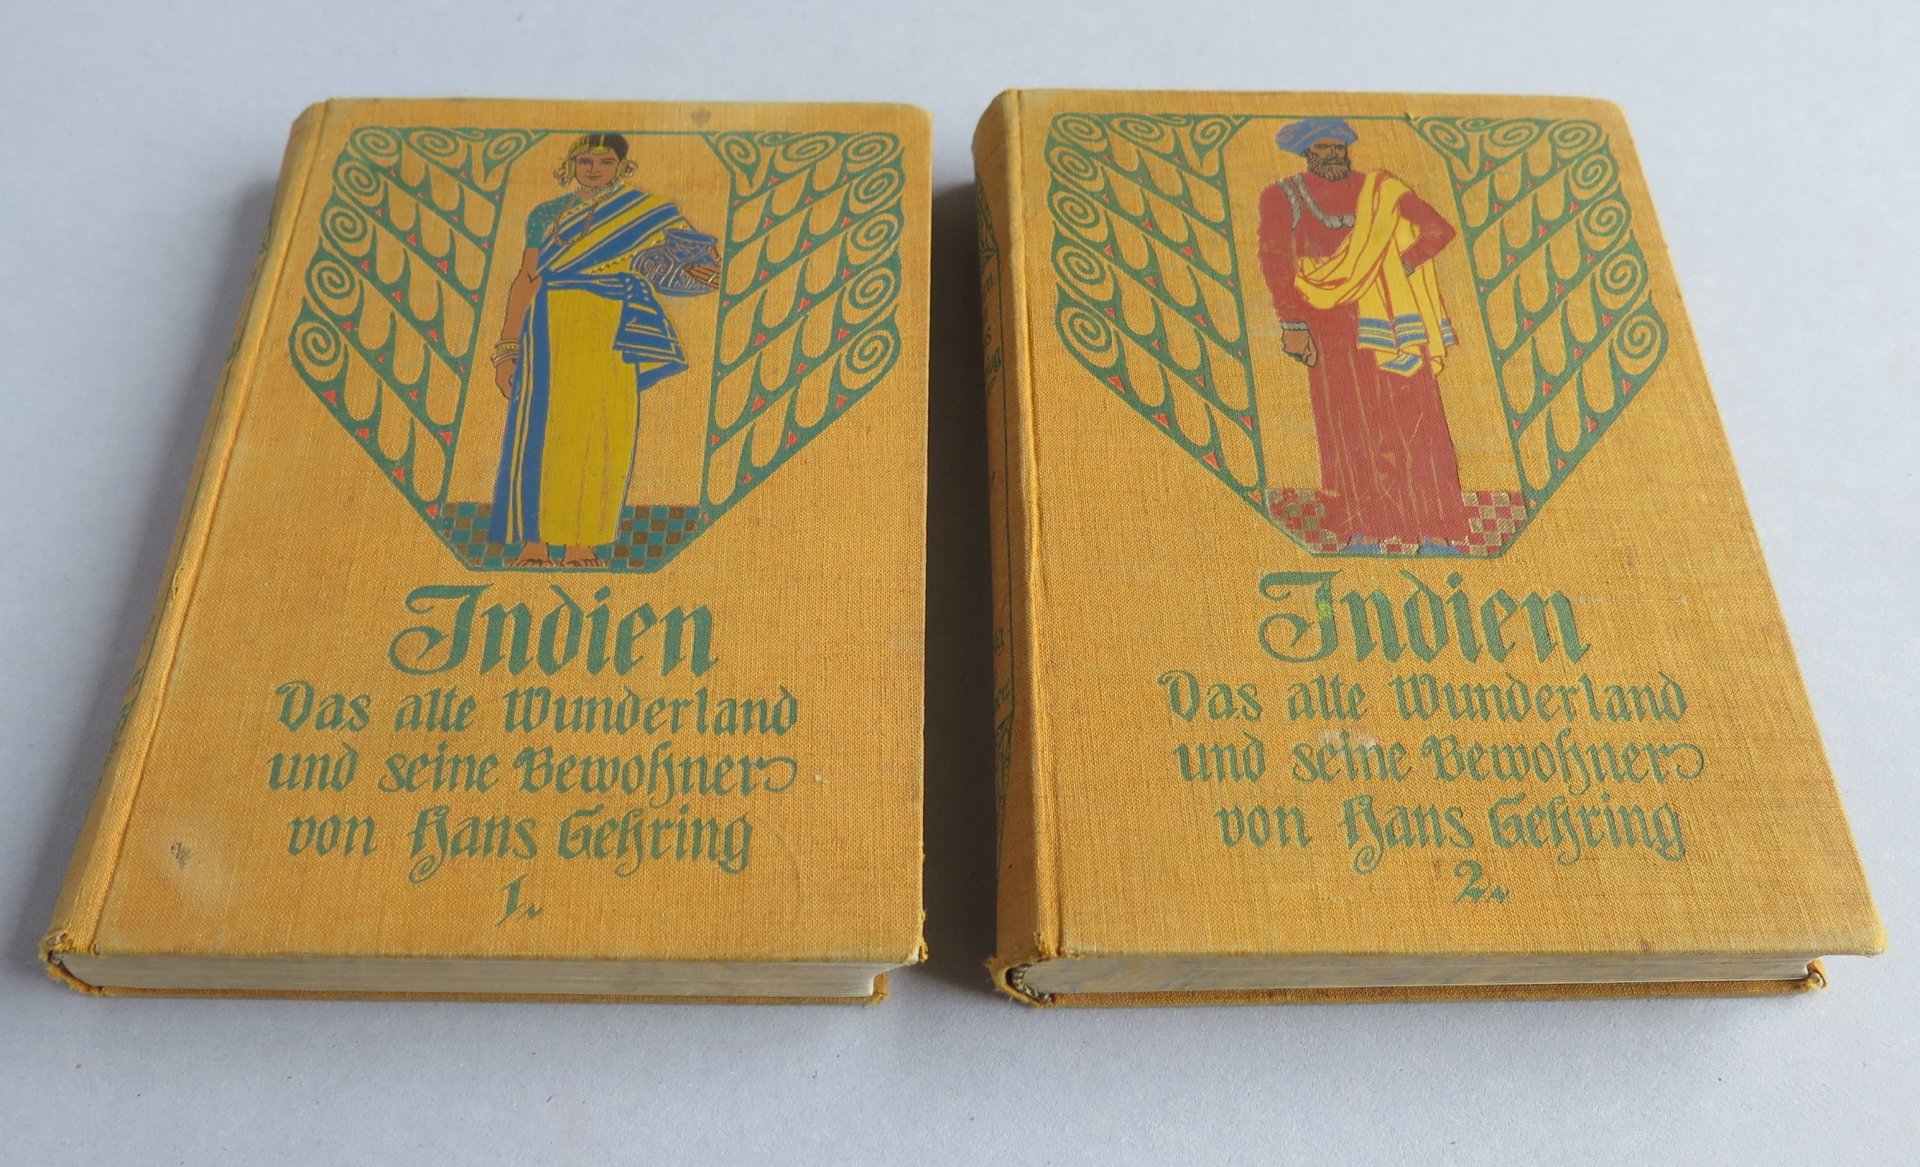 Indien
Das alte Wunderland
und seine Bewohner
von Hans Gehring
1.
Indien
Das alte Wunderland
und seine Bewohner
von Hans Gehring
2.